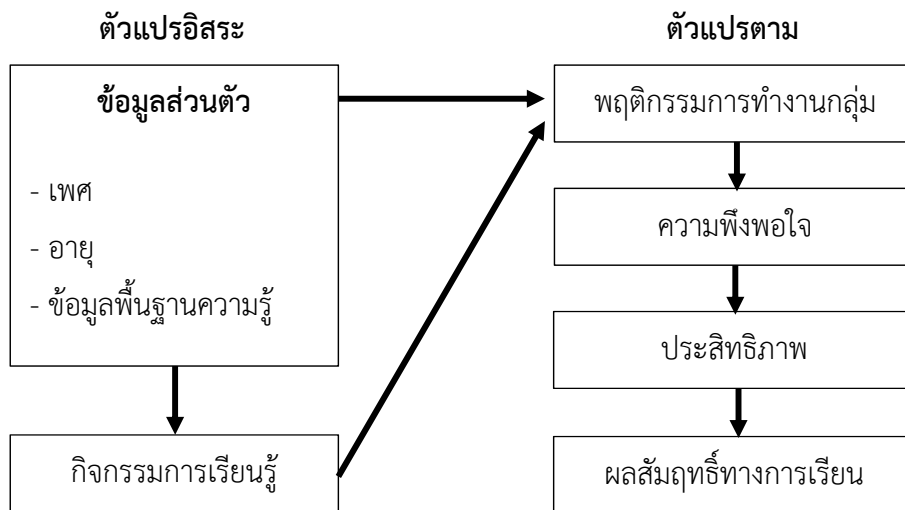 ตัวแปรอิสระ
ข้อมูลส่วนตัว
- เพศ
- อายุ
- ข้อมูลพื้นฐานความรู้
กิจกรรมการเรียนรู้
ตัวแปรตาม
พฤติกรรมการทำงานกลุ่ม
ความพึงพอใจ
ประสิทธิภาพ
ผลสัมฤทธิ์ทางการเรียน